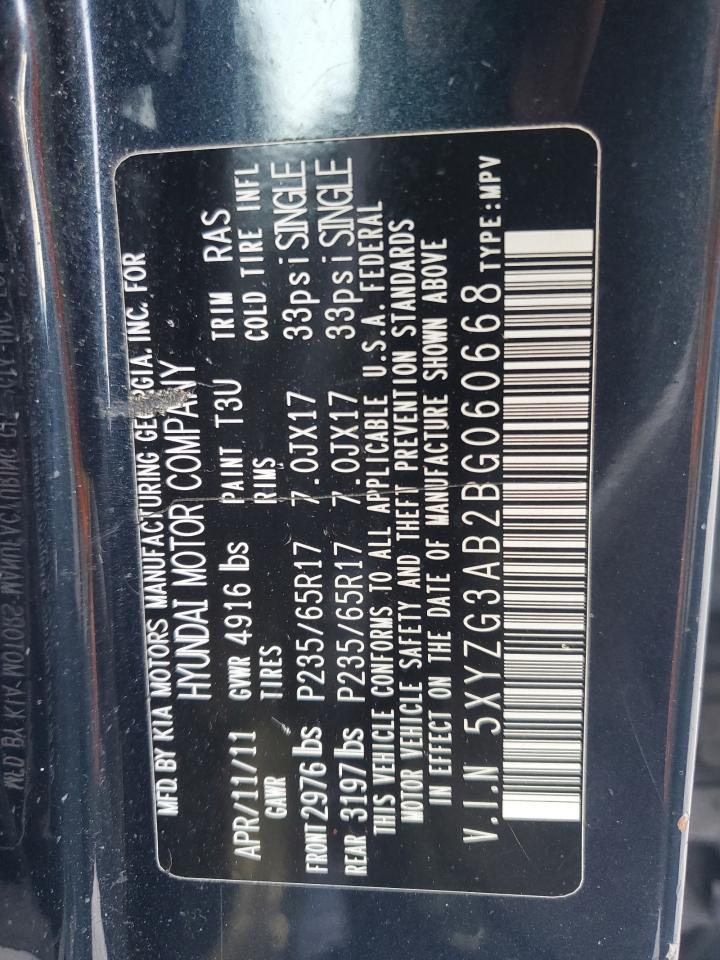 MFD. BY KIA MOTORS MANUFACTURING GEORGIA. INC. FOR
HYUNDAI MOTOR COMPANY
APR/11/11 GVWR 4916 lbs PAINT T3U TRIM RAS
GAWR TIRES RIMS COLD TIRE INFL
FRONT 2976 lbs P235/65R17 7.0JX17 33psi SINGLE
REAR 3197 lbs P235/65R17 7.0JX17 33psi SINGLE
THIS VEHICLE CONFORMS TO ALL APPLICABLE U.S.A. FEDERAL
MOTOR VEHICLE SAFETY AND THEFT PREVENTION STANDARDS
IN EFFECT ON THE DATE OF MANUFACTURE SHOWN ABOVE
V.I.N 5XYZG3AB2BG060668 TYPE:MPV